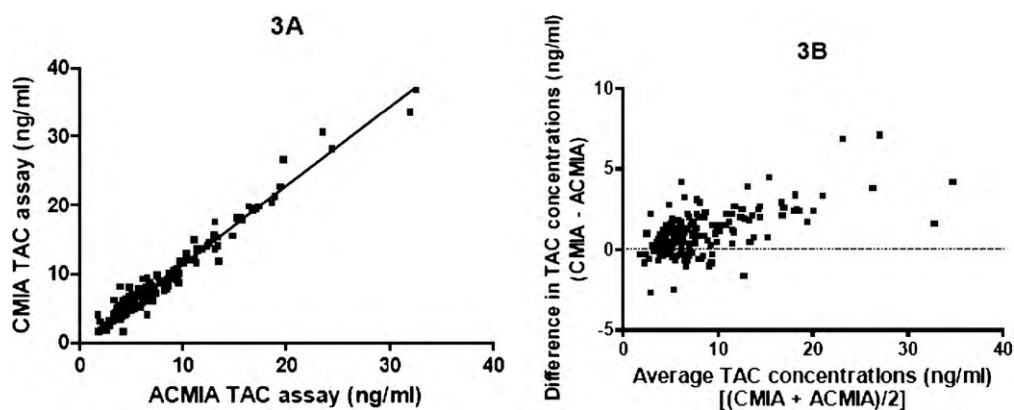 3A
CMIA TAC assay (ng/ml)
40
30
20
10
0
0 10 20 30 40
ACMIA TAC assay (ng/ml)
3B
Difference in TAC concentrations (ng/ml)
(CMIA - ACMIA)
10
5
0
-5
0 10 20 30 40
Average TAC concentrations (ng/ml)
[(CMIA + ACMIA)/2]